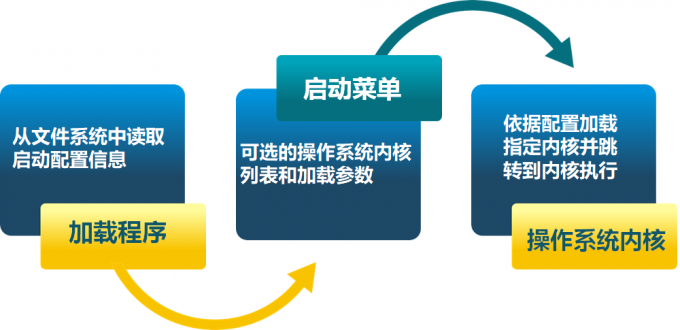 从文件系统中读取
启动配置信息
加载程序
启动菜单
可选的操作系统内核
列表和加载参数
依据配置加载
指定内核并跳
转到内核执行
操作系统内核